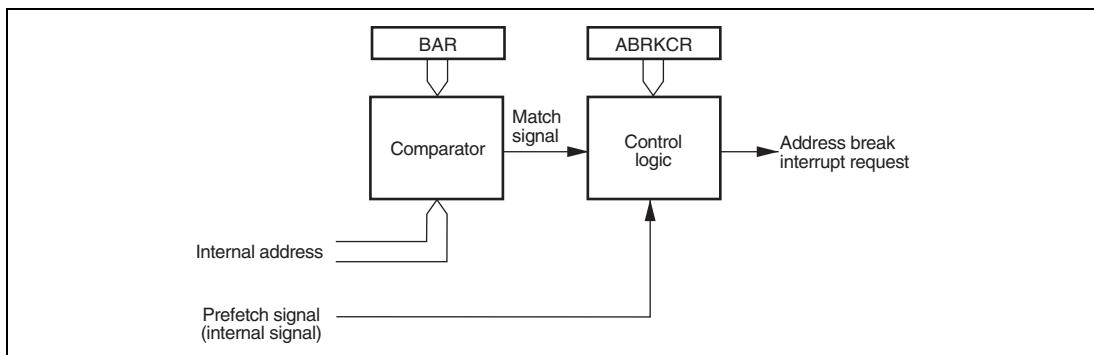 BAR
ABRKCR
Comparator
Match
signal
Control
logic
Address break
interrupt request
Internal address
Prefetch signal
(internal signal)